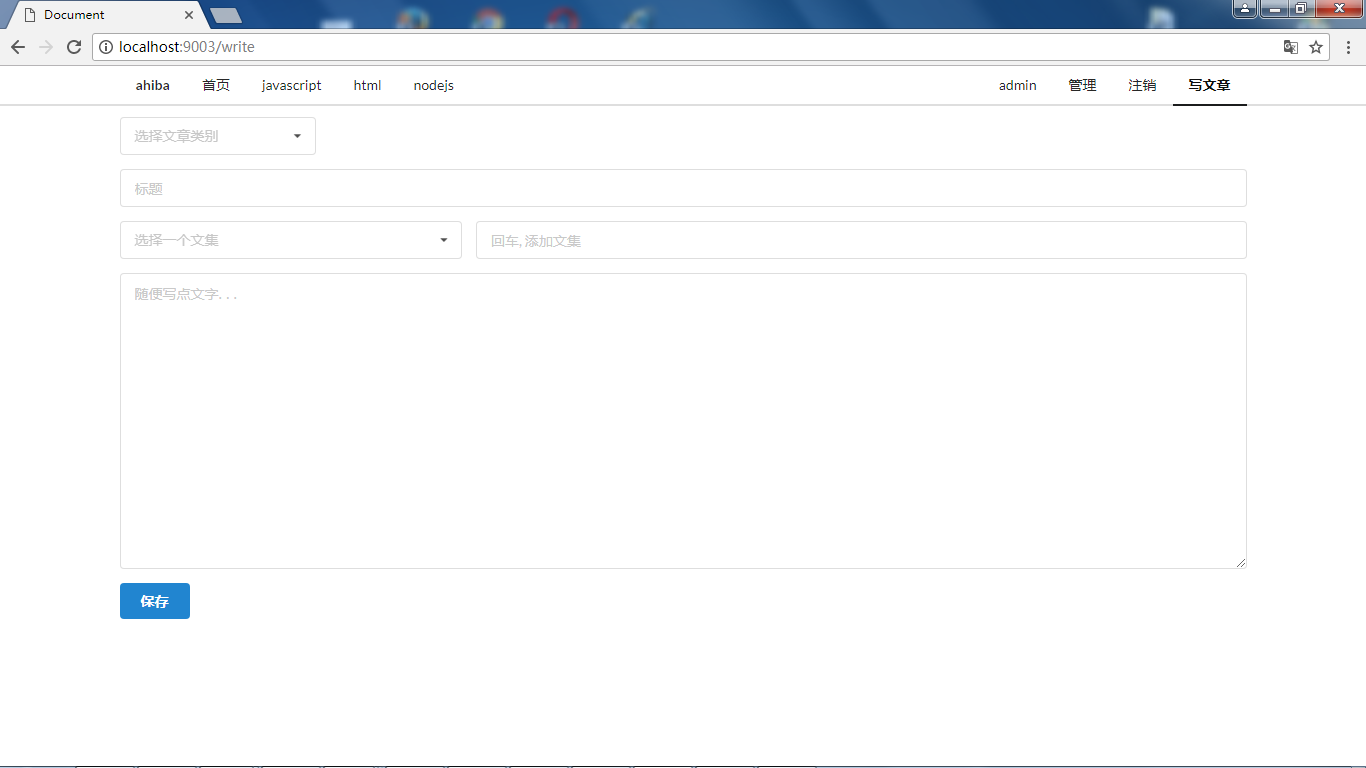 Document
localhost:9003/write
ahiba 首页 javascript html nodejs admin 管理 注销 写文章
选择文章类别
标题
选择一个文集 回车, 添加文集
随便写点文字...
保存